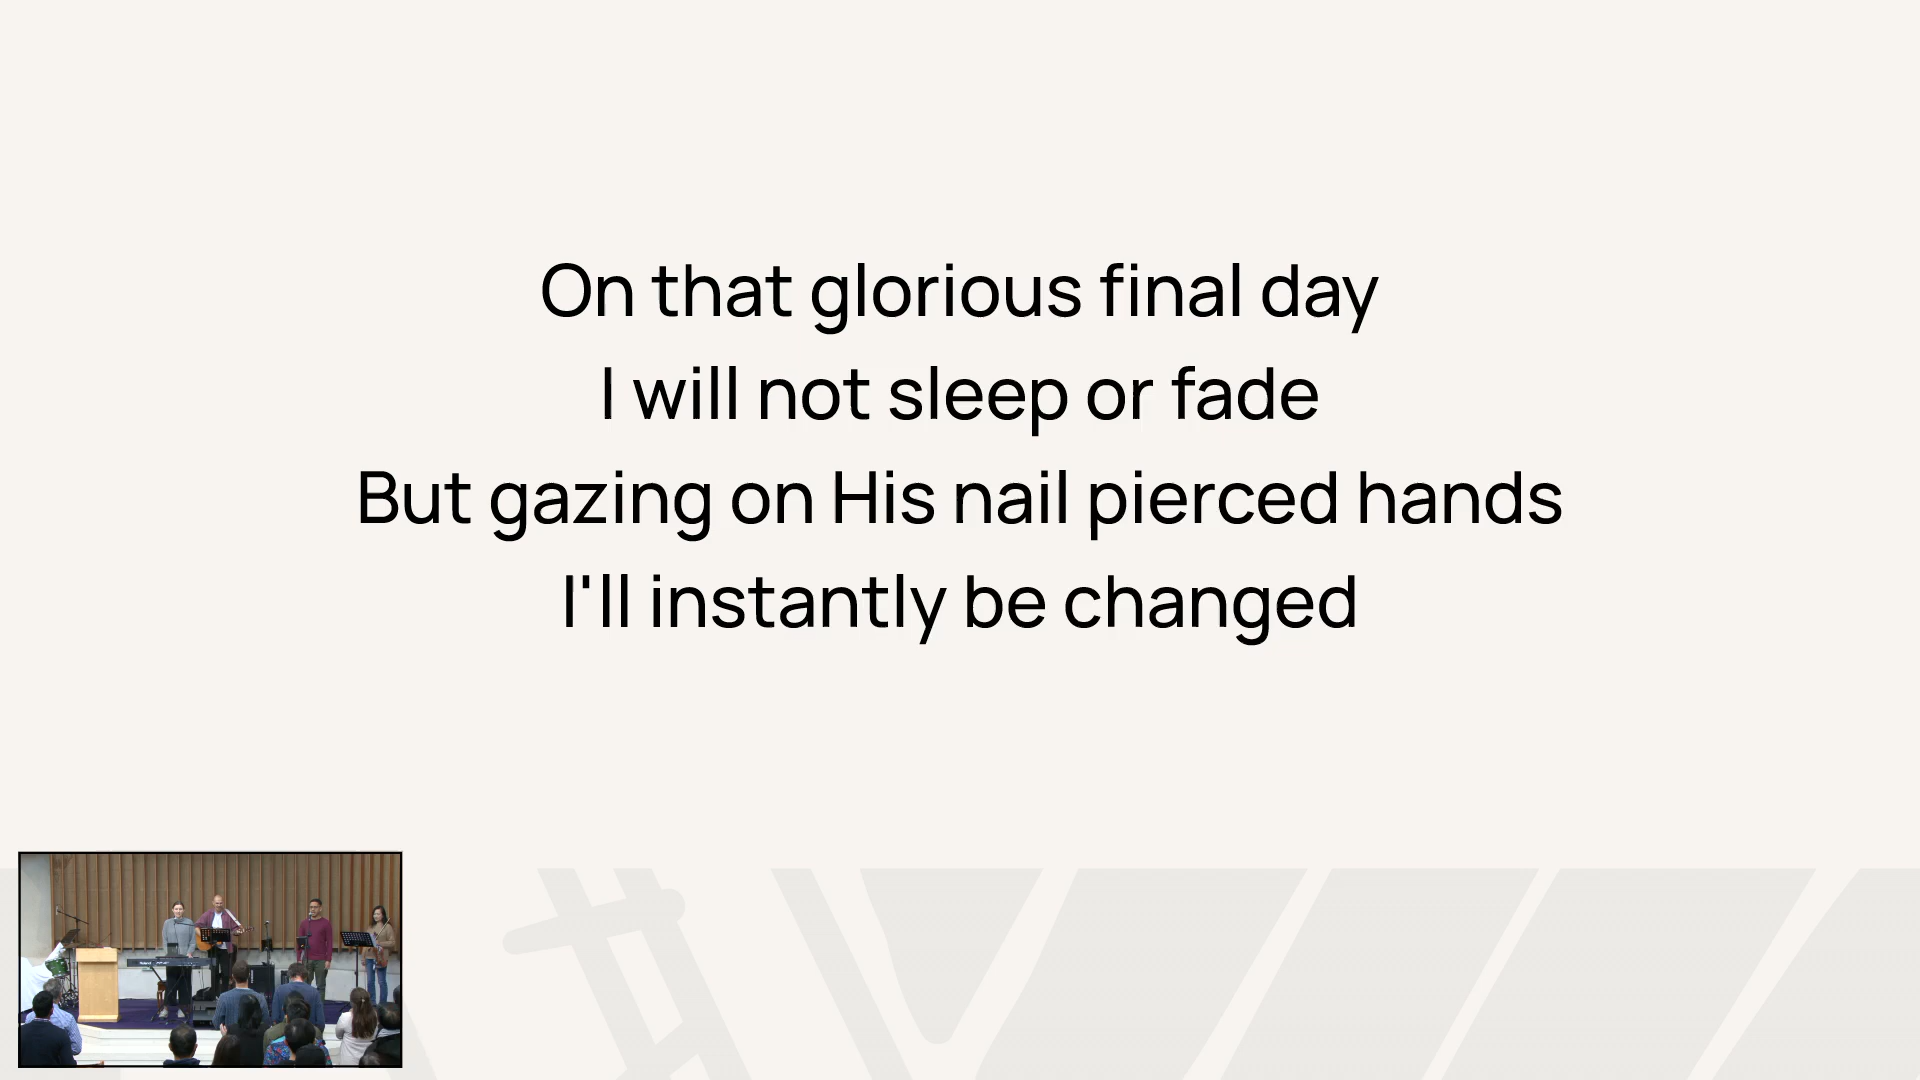 On that glorious final day
I will not sleep or fade
But gazing on His nail pierced hands
I'll instantly be changed